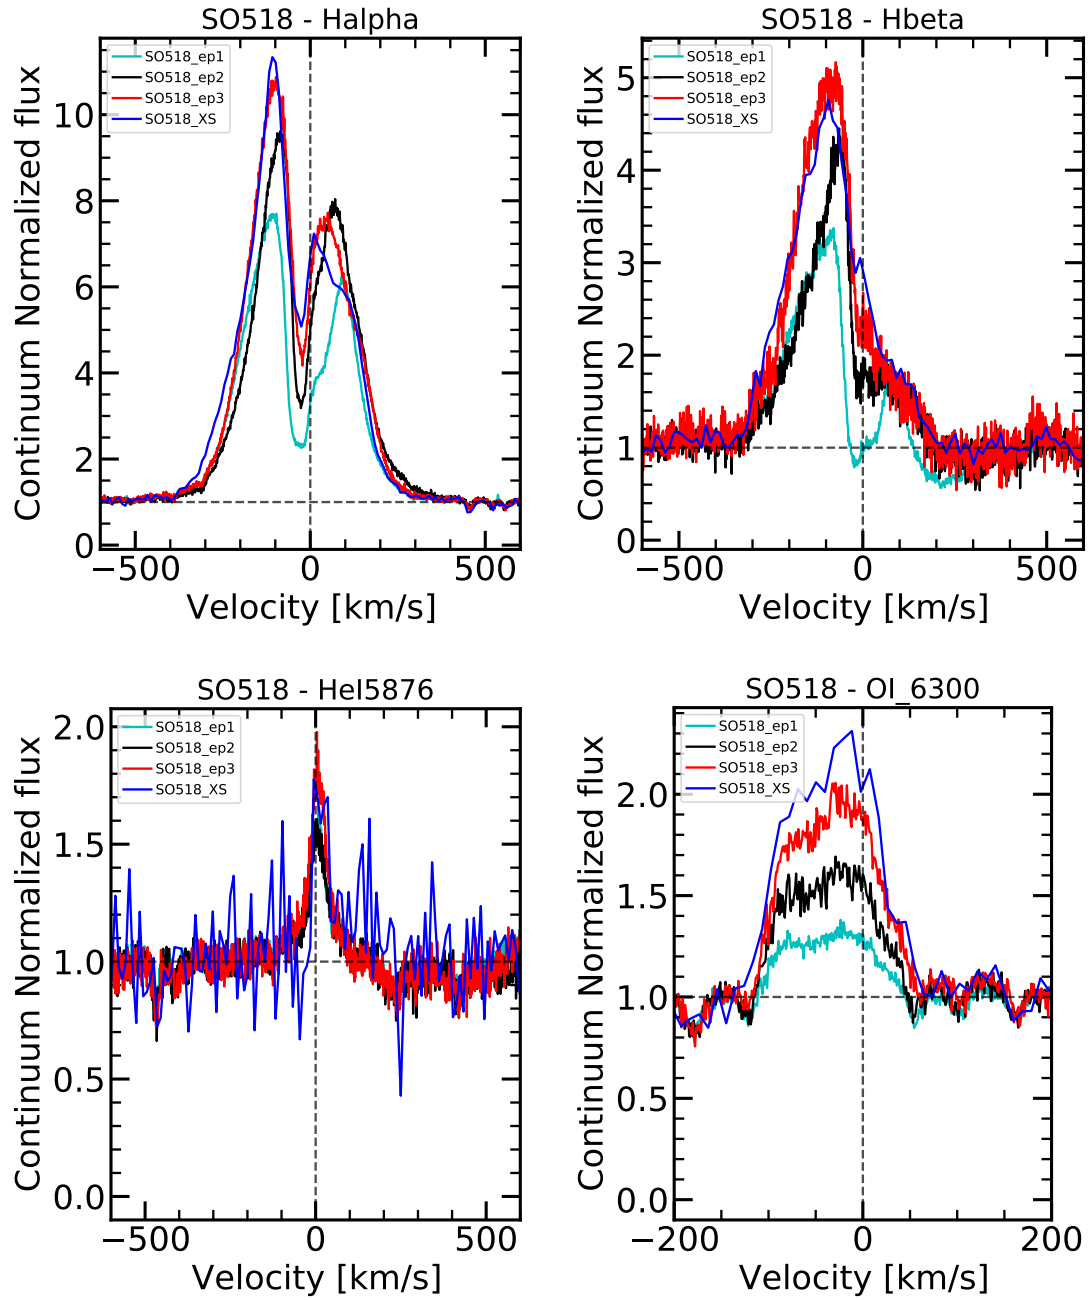 SO518 - Halpha
SO518_ep1
SO518_ep2
SO518_ep3
SO518_XS
Continuum Normalized flux
10
8
6
4
2
0
−500
0
500
Velocity [km/s]
SO518 - Hbeta
SO518_ep1
SO518_ep2
SO518_ep3
SO518_XS
Continuum Normalized flux
5
4
3
2
1
0
−500
0
500
Velocity [km/s]
SO518 - HeI5876
SO518_ep1
SO518_ep2
SO518_ep3
SO518_XS
Continuum Normalized flux
2.0
1.5
1.0
0.5
0.0
−500
0
500
Velocity [km/s]
SO518 - OI_6300
SO518_ep1
SO518_ep2
SO518_ep3
SO518_XS
Continuum Normalized flux
2.0
1.5
1.0
0.5
0.0
−200
0
200
Velocity [km/s]